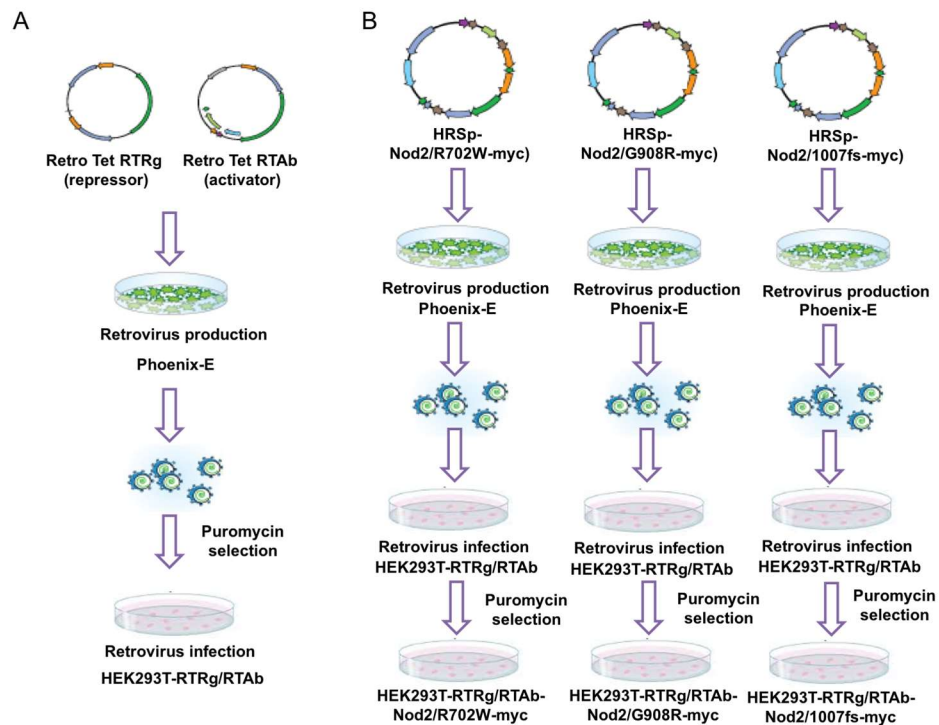 A
Retro Tet RTRg
(repressor)
Retro Tet RTAb
(activator)
Retrovirus production
Phoenix-E
Puromycin
selection
Retrovirus infection
HEK293T-RTRg/RTAb
B
HRSp-
Nod2/R702W-myc)
Retrovirus production
Phoenix-E
Retrovirus infection
HEK293T-RTRg/RTAb
Puromycin
selection
HEK293T-RTRg/RTAb-
Nod2/R702W-myc
HRSp-
Nod2/G908R-myc)
Retrovirus production
Phoenix-E
Retrovirus infection
HEK293T-RTRg/RTAb
Puromycin
selection
HEK293T-RTRg/RTAb-
Nod2/G908R-myc
HRSp-
Nod2/1007fs-myc)
Retrovirus production
Phoenix-E
Retrovirus infection
HEK293T-RTRg/RTAb
Puromycin
selection
HEK293T-RTRg/RTAb-
Nod2/1007fs-myc